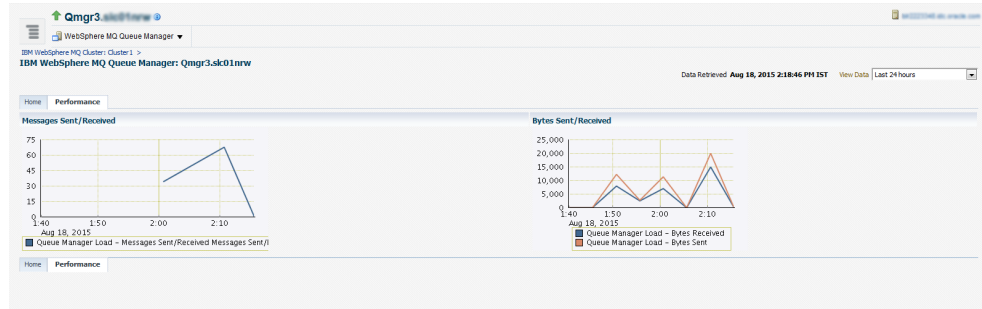 Qmgr3.
WebSphere MQ Queue Manager
IBM WebSphere MQ Cluster: Cluster1 >
IBM WebSphere MQ Queue Manager: Qmgr3.slc01nrw
Data Retrieved Aug 18, 2015 2:18:46 PM IST View Data Last 24 hours
Home Performance
Messages Sent/Received
75
60
45
30
15
0
1:40 1:50 2:00 2:10
Aug 18, 2015
Queue Manager Load - Messages Sent/Received Messages Sent/I
Bytes Sent/Received
25,000
20,000
15,000
10,000
5,000
0
1:40 1:50 2:00 2:10
Aug 18, 2015
Queue Manager Load - Bytes Received
Queue Manager Load - Bytes Sent
Home Performance